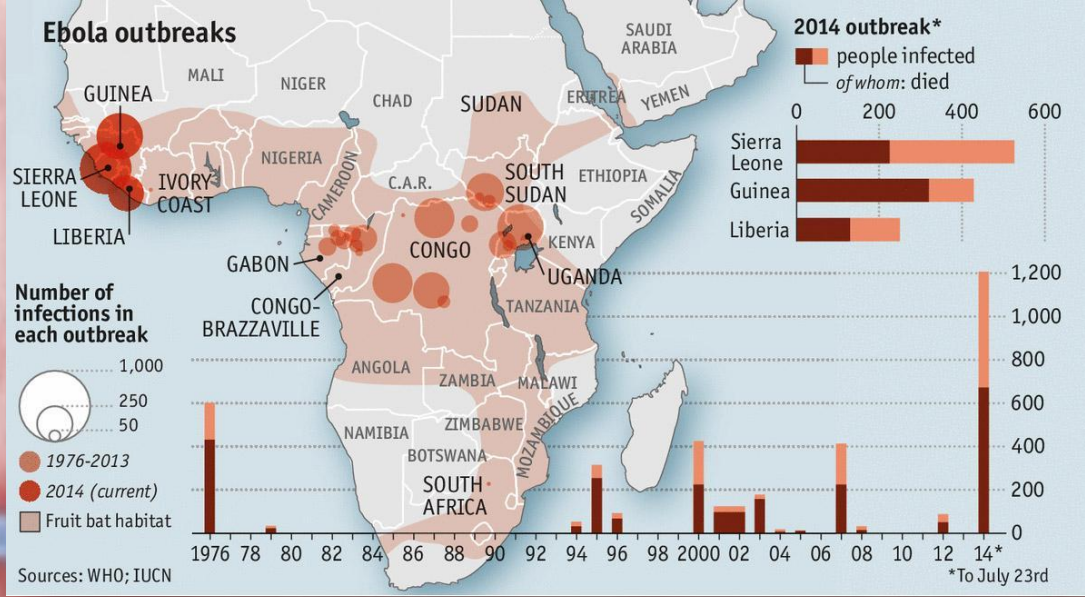 Ebola outbreaks
SAUDI
ARABIA
MALI
NIGER
CHAD
SUDAN
ERITREA
YEMEN
GUINEA
NIGERIA
CAMEROON
C.A.R.
SOUTH
SUDAN
ETHIOPIA
SOMALIA
SIERRA
LEONE
IVORY
COAST
LIBERIA
CONGO
KENYA
UGANDA
GABON
CONGO-
BRAZZAVILLE
TANZANIA
ANGOLA
ZAMBIA
MALAWI
MOZAMBIQUE
NAMIBIA
ZIMBABWE
BOTSWANA
SOUTH
AFRICA
2014 outbreak*
people infected
of whom: died
0 200 400 600
Sierra
Leone
Guinea
Liberia
Number of
infections in
each outbreak
1,000
250
50
1976-2013
2014 (current)
Fruit bat habitat
1,200
1,000
800
600
400
200
0
1976 78 80 82 84 86 88 90 92 94 96 98 2000 02 04 06 08 10 12 14*
Sources: WHO; IUCN
*To July 23rd